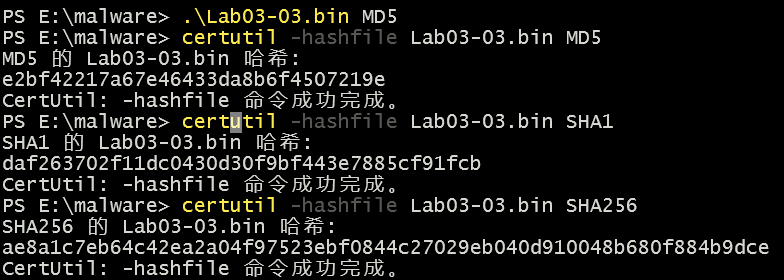 PS E:\malware> .\Lab03-03.bin MD5
PS E:\malware> certutil -hashfile Lab03-03.bin MD5
MD5 的 Lab03-03.bin 哈希:
e2bf42217a67e46433da8b6f4507219e
CertUtil: -hashfile 命令成功完成。
PS E:\malware> certutil -hashfile Lab03-03.bin SHA1
SHA1 的 Lab03-03.bin 哈希:
daf263702f11dc0430d30f9bf443e7885cf91fcb
CertUtil: -hashfile 命令成功完成。
PS E:\malware> certutil -hashfile Lab03-03.bin SHA256
SHA256 的 Lab03-03.bin 哈希:
ae8a1c7eb64c42ea2a04f97523ebf0844c27029eb040d910048b680f884b9dce
CertUtil: -hashfile 命令成功完成。